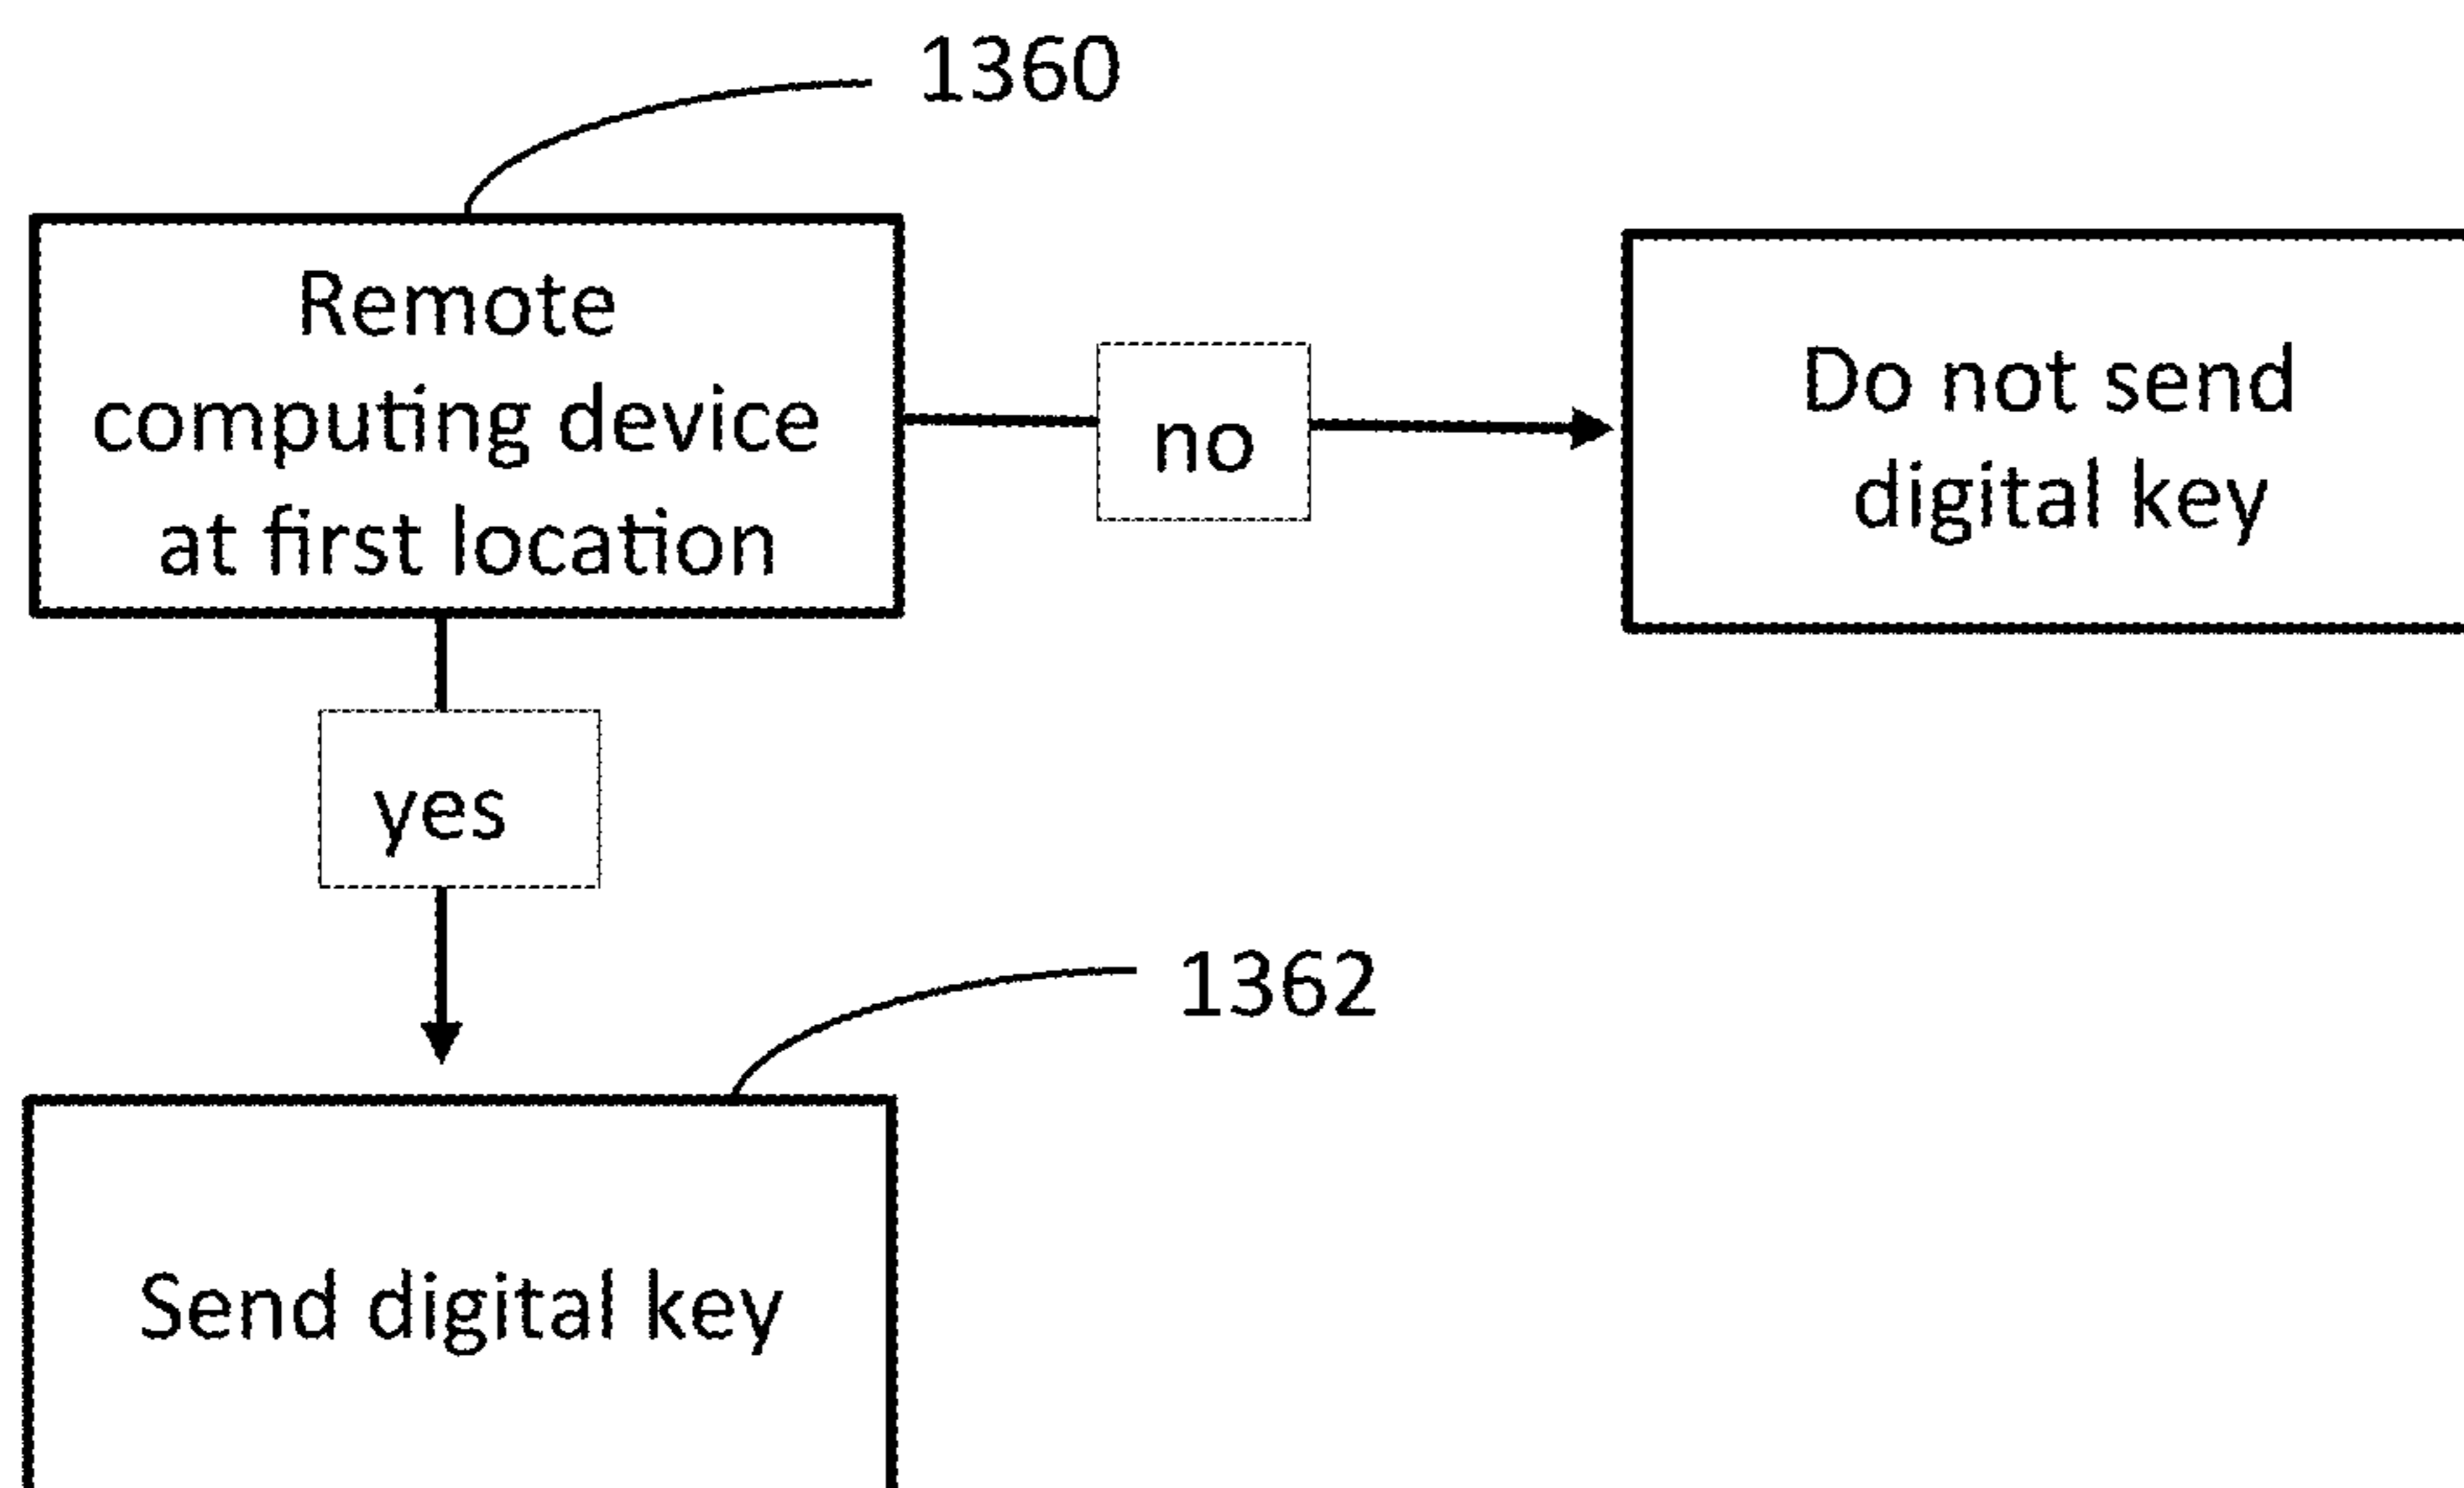 1360
Remote
computing device
at first location
no
Do not send
digital key
yes
1362
Send digital key